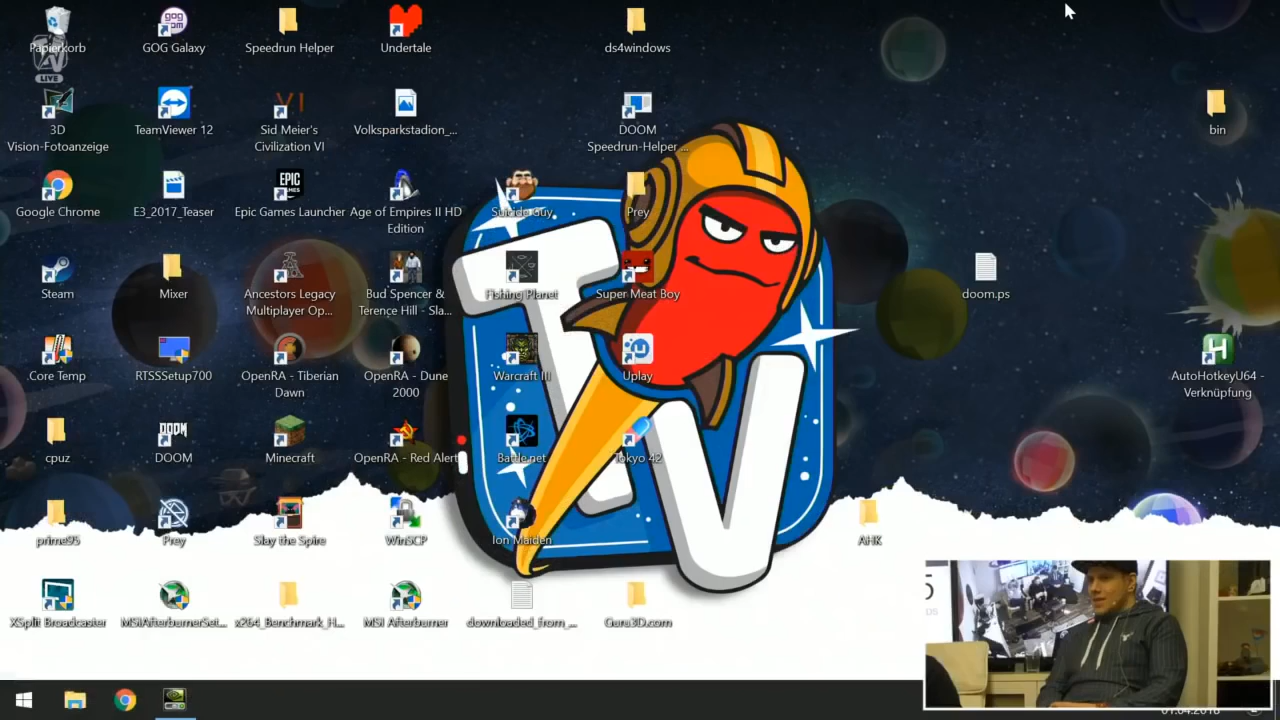 Papierkorb
GOG Galaxy
Speedrun Helper
Undertale
ds4windows
LIVE
3D
Vision-Fotoanzeige
TeamViewer 12
Sid Meier's
Civilization VI
Volksparkstadion_...
DOOM
Speedrun-Helper ...
bin
Google Chrome
E3_2017_Teaser
EPIC
GAMES
Epic Games Launcher
Age of Empires II HD
Edition
Suicide Guy
Prey
Steam
Mixer
Ancestors Legacy
Multiplayer Op...
Bud Spencer &
Terence Hill - Sla...
Fishing Planet
Super Meat Boy
doom.ps
Core Temp
RTSSSetup700
OpenRA - Tiberian
Dawn
OpenRA - Dune
2000
Warcraft III
Uplay
AutoHotkeyU64 -
Verknüpfung
cpuz
DOOM
DOOM
Minecraft
OpenRA - Red Alert
Battle.net
Tokyo 42
prime95
Prey
Slay the Spire
WinSCP
Ion Maiden
AHK
XSplit Broadcaster
MSIAfterburnerSet...
x264_Benchmark_H...
MSI Afterburner
downloaded_from_...
Guru3D.com
TV